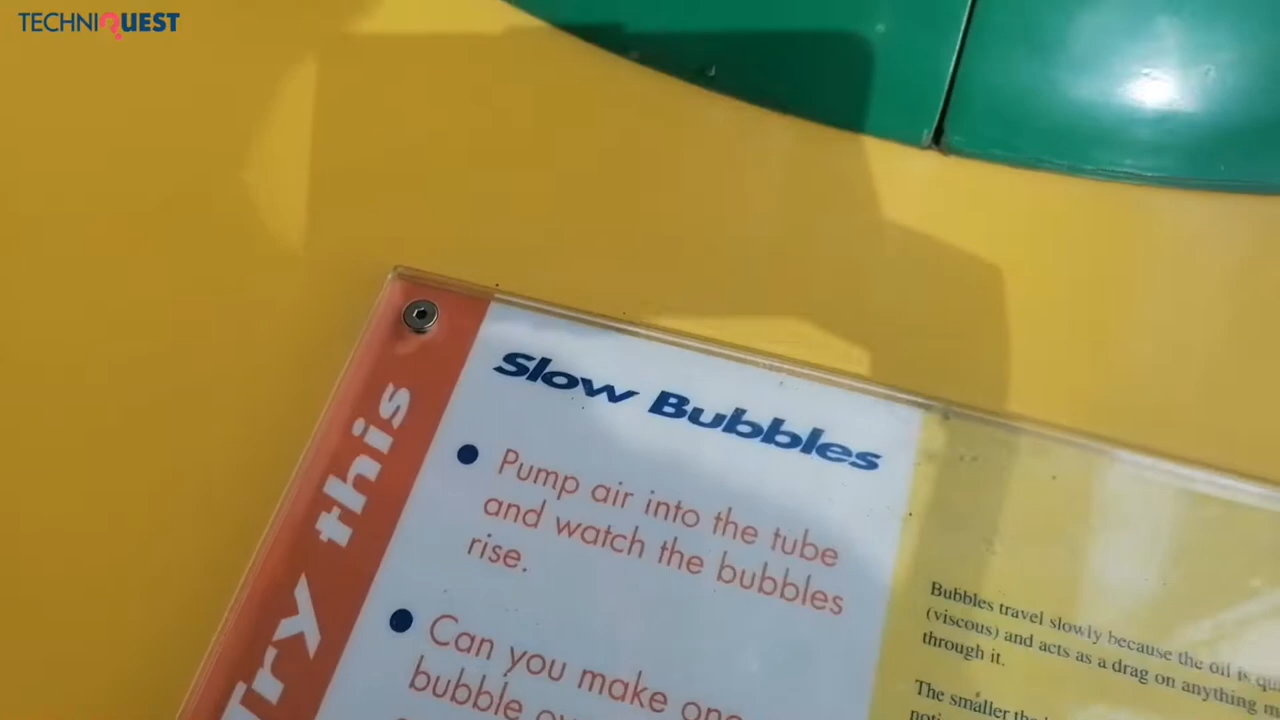 TECHNIQUEST
Try this
Slow Bubbles
Pump air into the tube
and watch the bubbles
rise.
Can you make one
bubble
Bubbles travel slowly because the oil is
(viscous) and acts as a drag on anything
through it.
The smaller